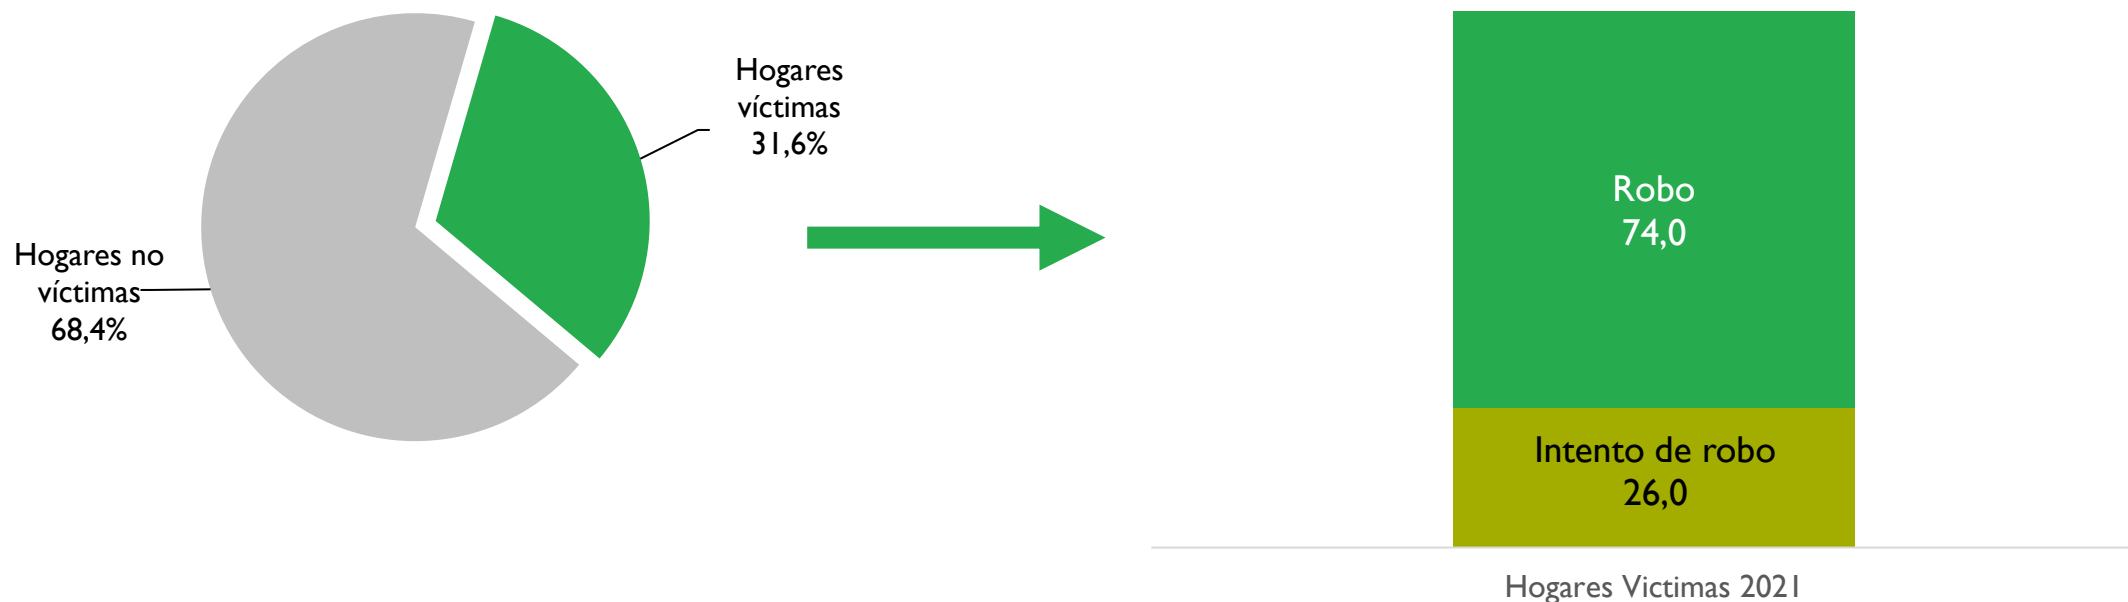 Hogares
víctimas
31,6%
Hogares no
víctimas
68,4%
Robo
74,0
Intento de robo
26,0
Hogares Victimas 2021